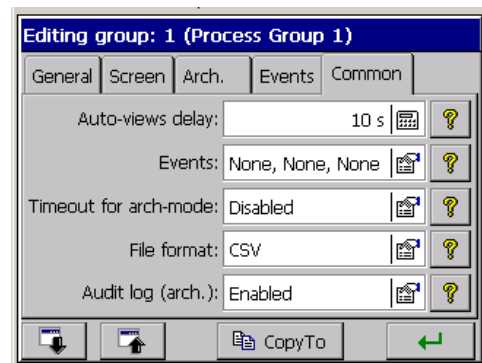 Editing group: 1 (Process Group 1)
General Screen Arch. Events Common
Auto-views delay: 10 s ?
Events: None, None, None ?
Timeout for arch-mode: Disabled ?
File format: CSV ?
Audit log (arch.): Enabled ?
CopyTo